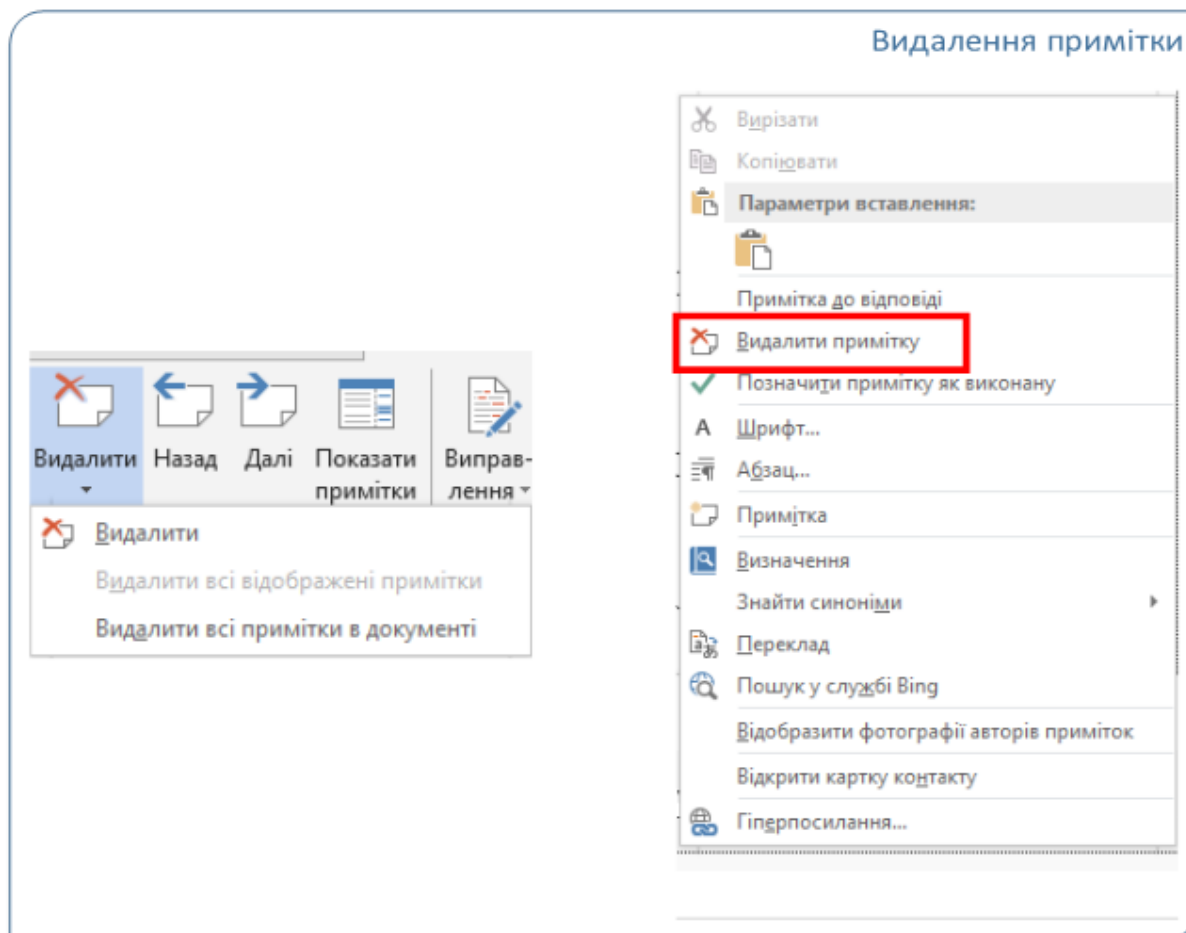 Видалення примітки
Видалити
Назад
Далі
Показати
примітки
Виправ-
лення
Видалити
Видалити всі відображені примітки
Видалити всі примітки в документі
Вирізати
Копіювати
Параметри вставлення:
Примітка до відповіді
Видалити примітку
Позначити примітку як виконану
А Шрифт...
Абзац...
Примітка
Визначення
Знайти синоніми
Переклад
Пошук у службі Bing
Відобразити фотографії авторів приміток
Відкрити картку контакту
Гіперпосилання...